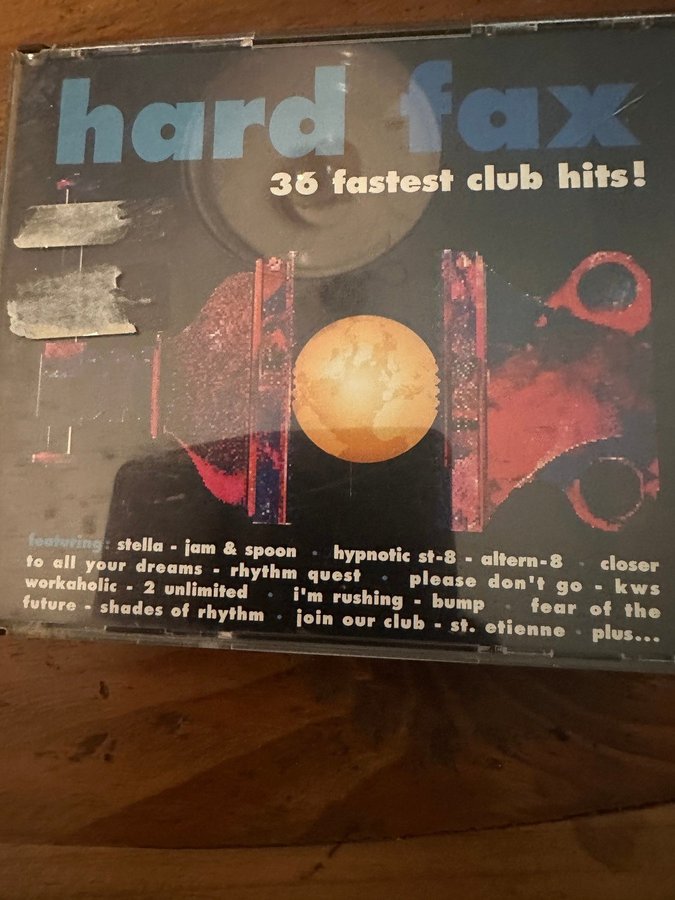 hard fax
36 fastest club hits!
featuring: stella - jam & spoon · hypnotic st-8 - altern-8 · closer
to all your dreams - rhythm quest · please don't go - kws
workaholic - 2 unlimited · i'm rushing - bump · fear of the
future - shades of rhythm · join our club - st. etienne · plus...